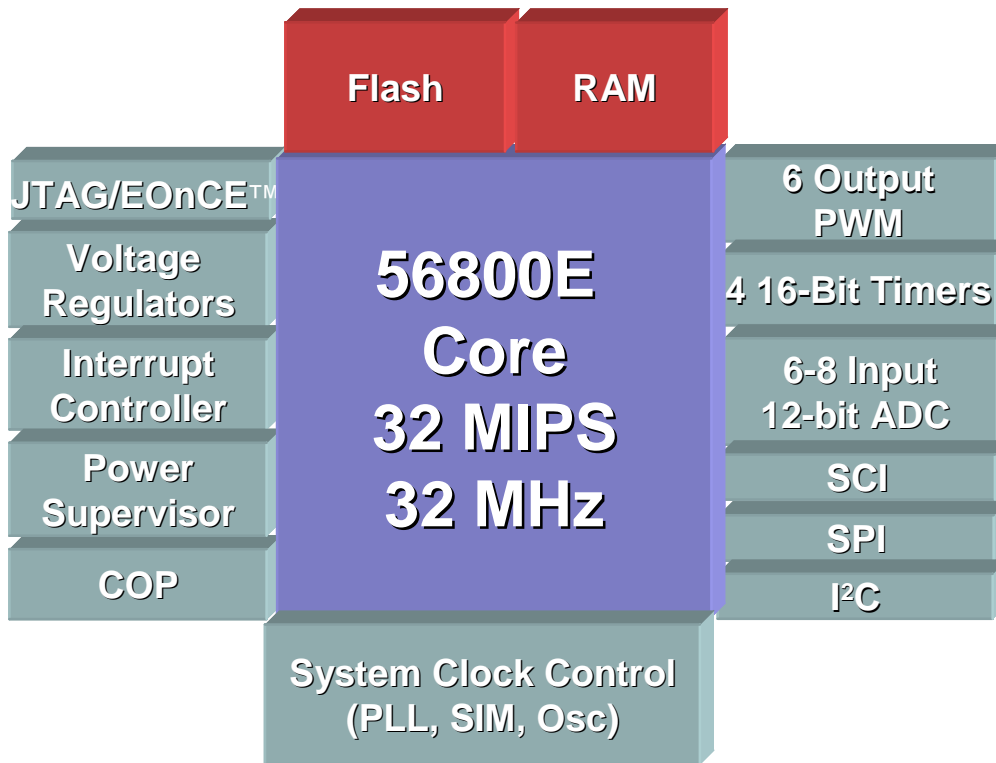 Flash
RAM
JTAG/EOnCE™
Voltage
Regulators
Interrupt
Controller
Power
Supervisor
COP
56800E
Core
32 MIPS
32 MHz
6 Output
PWM
4 16-Bit Timers
6-8 Input
12-bit ADC
SCI
SPI
I²C
System Clock Control
(PLL, SIM, Osc)